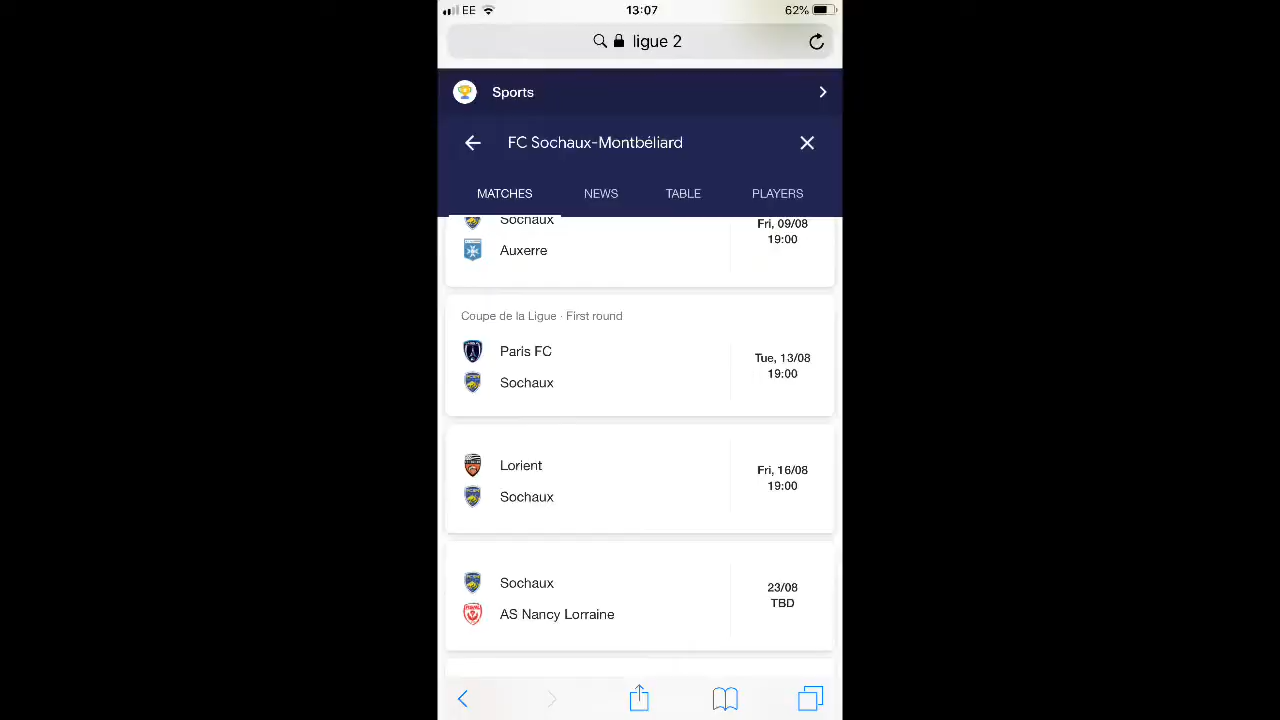 EE 13:07 62%
ligue 2
Sports
FC Sochaux-Montbéliard
MATCHES NEWS TABLE PLAYERS
Sochaux
Auxerre
Fri, 09/08
19:00
Coupe de la Ligue · First round
Paris FC
Sochaux
Tue, 13/08
19:00
Lorient
Sochaux
Fri, 16/08
19:00
Sochaux
AS Nancy Lorraine
23/08
TBD